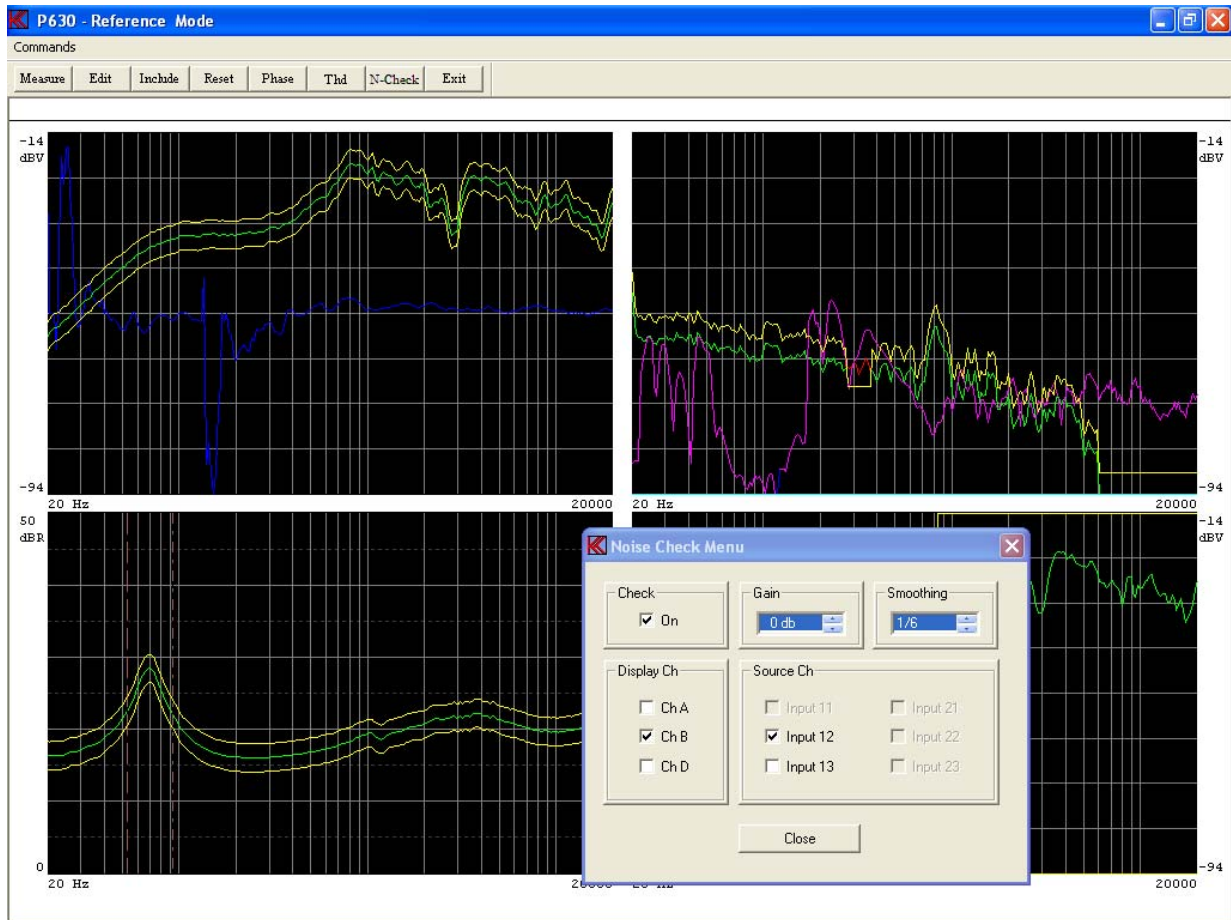 P630 - Reference Mode
Commands
Measure Edit Include Reset Phase Thd N-Check Exit
-14
dBV
-94
20 Hz 20000
-14
dBV
-94
20 Hz 20000
50
dBR
0
20 Hz
-14
dBV
-94
20000
Noise Check Menu
Check
On
Gain
0 db
Smoothing
1/6
Display Ch
Ch A
Ch B
Ch D
Source Ch
Input 11 Input 21
Input 12 Input 22
Input 13 Input 23
Close